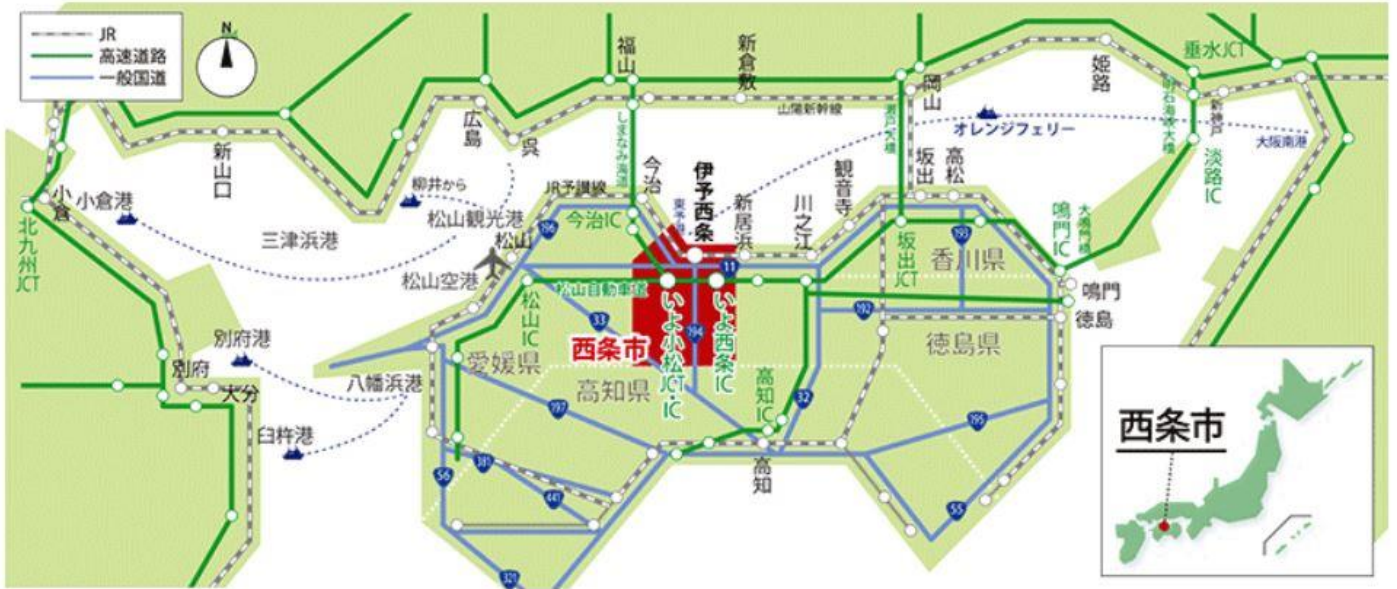 JR
高速道路
一般国道
N
福山
新倉敷
岡山
姫路
垂水JCT
新神戸
明石海峡大橋
山陽新幹線
瀬戸大橋
オレンジフェリー
大阪南港
淡路IC
広島
呉
新山口
しまなみ海道
小倉
小倉港
北九州JCT
柳井から
松山観光港
三津浜港
JR予讃線
今治
今治IC
伊予西条
新居浜
川之江
観音寺
坂出
高松
鳴門IC
大鳴門橋
鳴門
徳島
坂出JCT
香川県
徳島県
松山
松山空港
松山IC
松山自動車道
196
11
193
192
33
194
いよ小松JCT・IC
いよ西条IC
西条市
愛媛県
高知県
高知IC
32
高知
195
55
197
56
381
441
321
別府港
別府
大分
八幡浜港
臼杵港
西条市